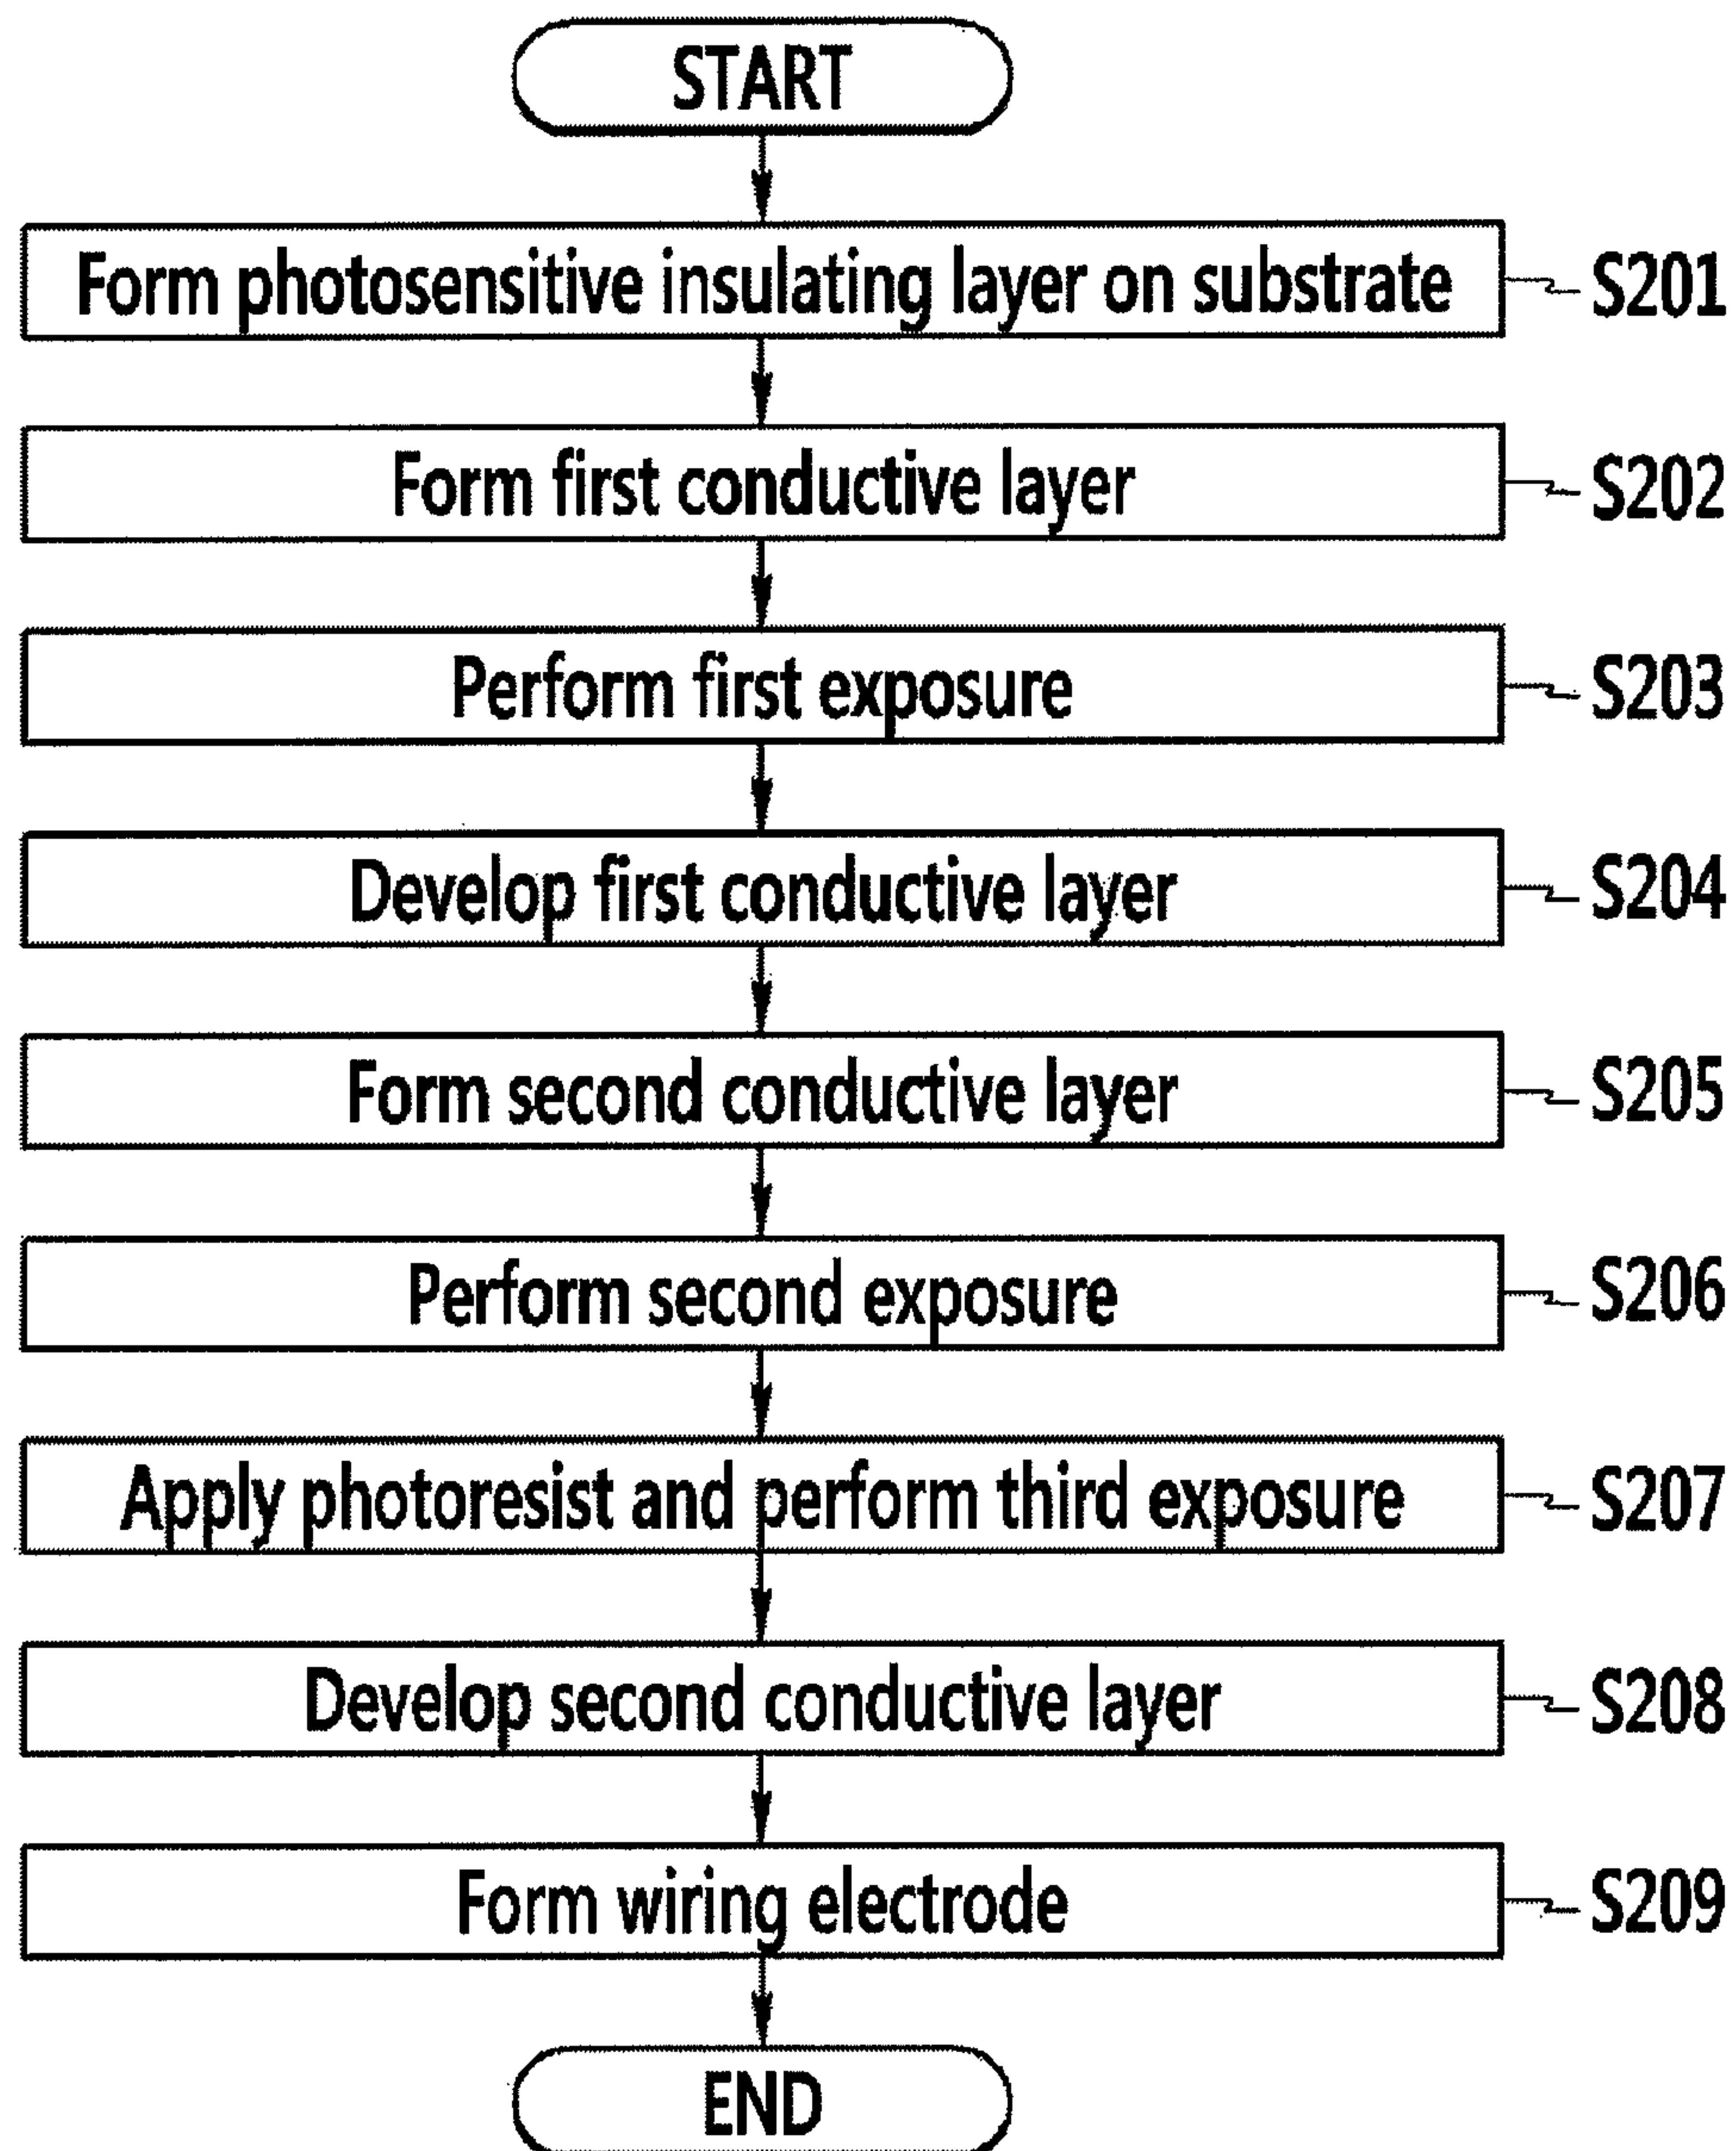 START
Form photosensitive insulating layer on substrate S201
Form first conductive layer S202
Perform first exposure S203
Develop first conductive layer S204
Form second conductive layer S205
Perform second exposure S206
Apply photoresist and perform third exposure S207
Develop second conductive layer S208
Form wiring electrode S209
END